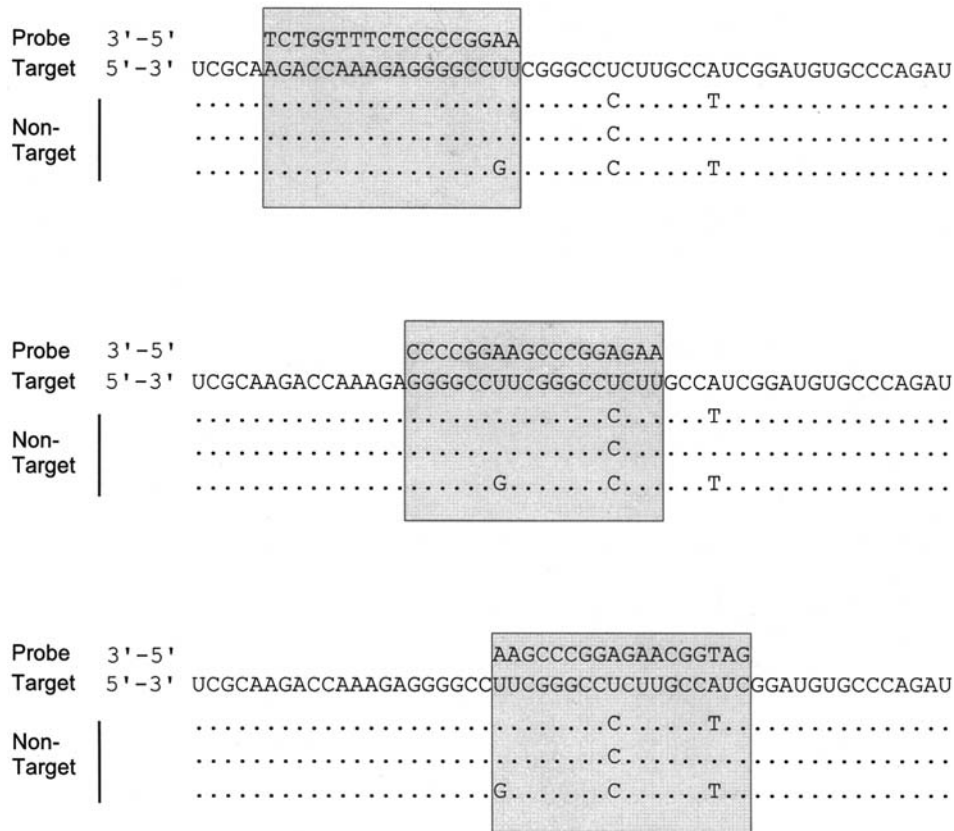 Probe 3'-5' TCTGGTTTCTCCCCGGAA
Target 5'-3' UCGCAAGACCAAAGAGGGGCCUUCGGGCCUCUUGCCAUCGGAUGUGCCCAGAU
.............................C......T................
Non-
Target
.............................C.......................
.....................G.......C......T................
Probe 3'-5' CCCCGGAAGCCCGGAGAA
Target 5'-3' UCGCAAGACCAAAGAGGGGCCUUCGGGCCUCUUGCCAUCGGAUGUGCCCAGAU
.............................C......T................
Non-
Target
.............................C.......................
.....................G.......C......T................
Probe 3'-5' AAGCCCGGAGAACGGTAG
Target 5'-3' UCGCAAGACCAAAGAGGGGCCUUCGGGCCUCUUGCCAUCGGAUGUGCCCAGAU
.............................C......T................
Non-
Target
.............................C.......................
.....................G.......C......T................